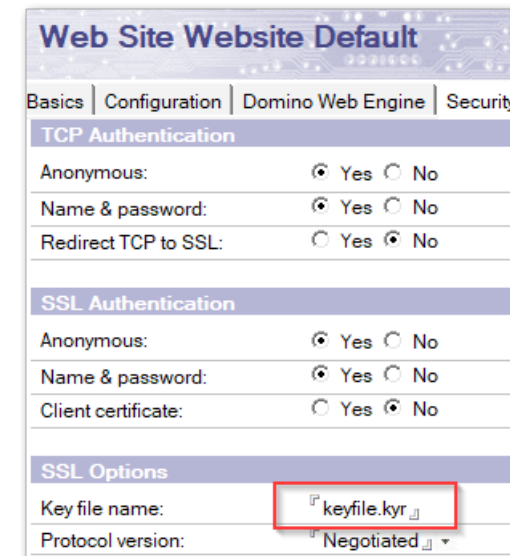 Web Site Website Default
Basics Configuration Domino Web Engine Security
TCP Authentication
Anonymous: Yes No
Name & password: Yes No
Redirect TCP to SSL: Yes No
SSL Authentication
Anonymous: Yes No
Name & password: Yes No
Client certificate: Yes No
SSL Options
Key file name: keyfile.kyr
Protocol version: Negotiated